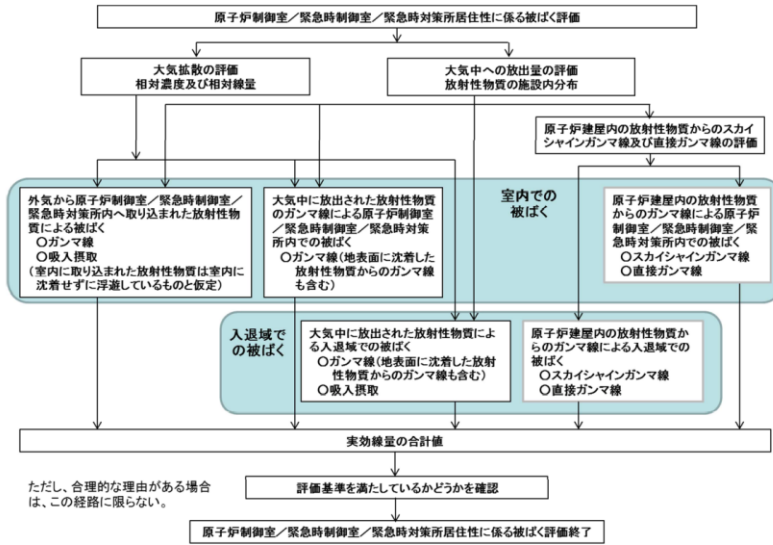 原子炉制御室／緊急時制御室／緊急時対策所居住性に係る被ばく評価
大気拡散の評価
相対濃度及び相対線量
大気中への放出量の評価
放射性物質の施設内分布
原子炉建屋内の放射性物質からのスカイ
シャインガンマ線及び直接ガンマ線の評価
室内での
被ばく
外気から原子炉制御室／緊急時制御室／
緊急時対策所内へ取り込まれた放射性物
質による被ばく
○ガンマ線
○吸入摂取
(室内に取り込まれた放射性物質は室内に
沈着せずに浮遊しているものと仮定)
大気中に放出された放射性物質
のガンマ線による原子炉制御室
／緊急時制御室／緊急時対策所
内での被ばく
○ガンマ線(地表面に沈着した
放射性物質からのガンマ線
も含む)
原子炉建屋内の放射性物質
からのガンマ線による原子炉
制御室／緊急時制御室／緊
急時対策所内での被ばく
○スカイシャインガンマ線
○直接ガンマ線
入退域で
の被ばく
大気中に放出された放射性物質によ
る入退域での被ばく
○ガンマ線(地表面に沈着した放射
性物質からのガンマ線も含む)
○吸入摂取
原子炉建屋内の放射性物質か
らのガンマ線による入退域での
被ばく
○スカイシャインガンマ線
○直接ガンマ線
実効線量の合計値
ただし、合理的な理由がある場合
は、この経路に限らない。
評価基準を満たしているかどうかを確認
原子炉制御室／緊急時制御室／緊急時対策所居住性に係る被ばく評価終了